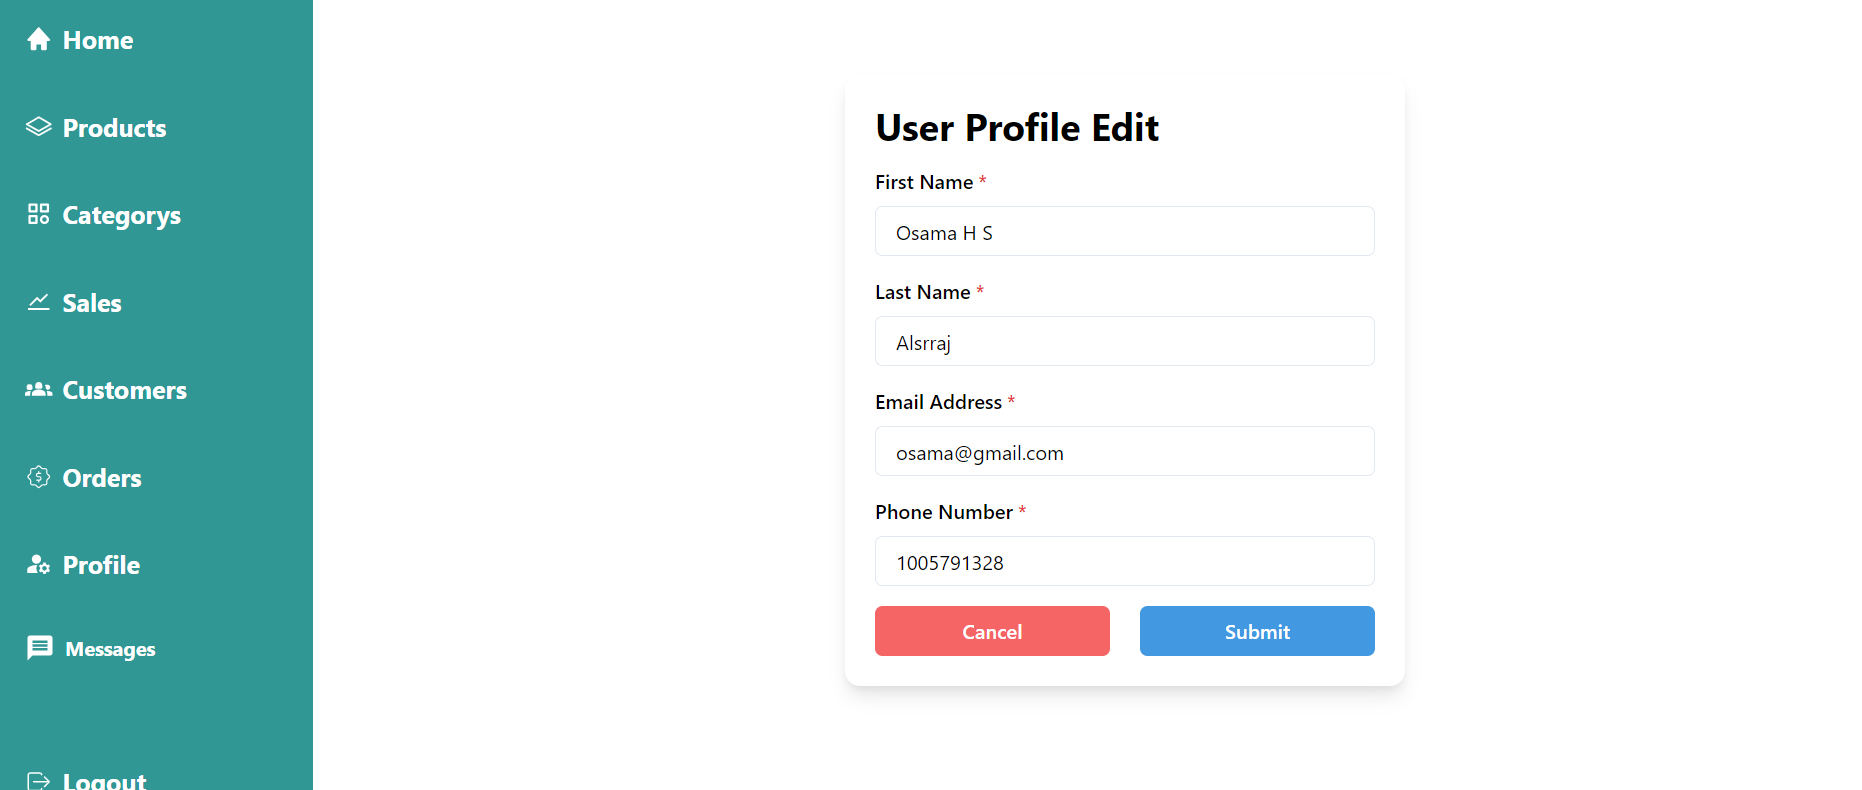 Home
Products
Categorys
Sales
Customers
Orders
Profile
Messages
Logout
User Profile Edit
First Name *
Osama H S
Last Name *
Alsrraj
Email Address *
osama@gmail.com
Phone Number *
1005791328
Cancel
Submit